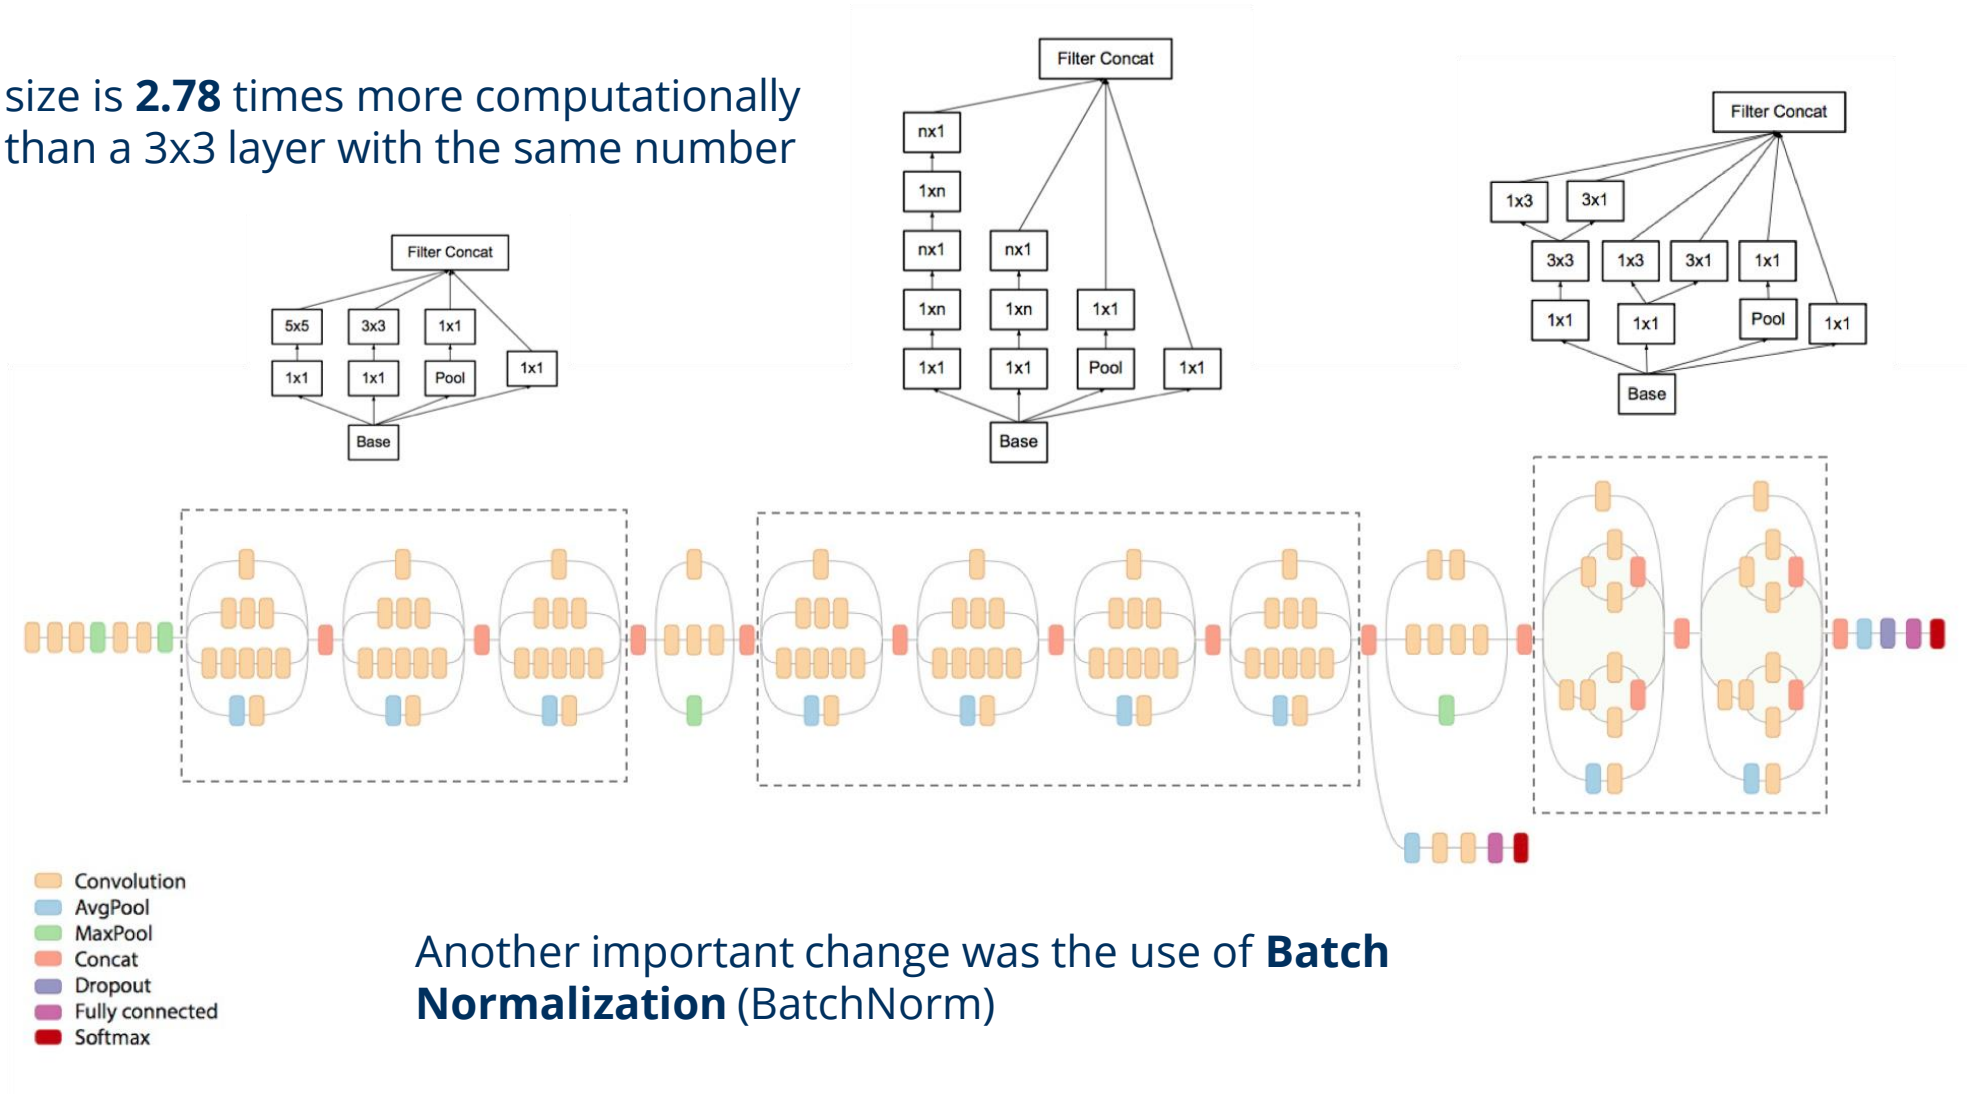 size is 2.78 times more computationally
than a 3x3 layer with the same number
Filter Concat
5x5 3x3 1x1
1x1 1x1 Pool 1x1
Base
Filter Concat
nx1
1xn
nx1 nx1
1xn 1xn 1x1
1x1 1x1 Pool 1x1
Base
Filter Concat
1x3 3x1
3x3 1x3 3x1 1x1
1x1 1x1 Pool 1x1
Base
Convolution
AvgPool
MaxPool
Concat
Dropout
Fully connected
Softmax
Another important change was the use of Batch
Normalization (BatchNorm)